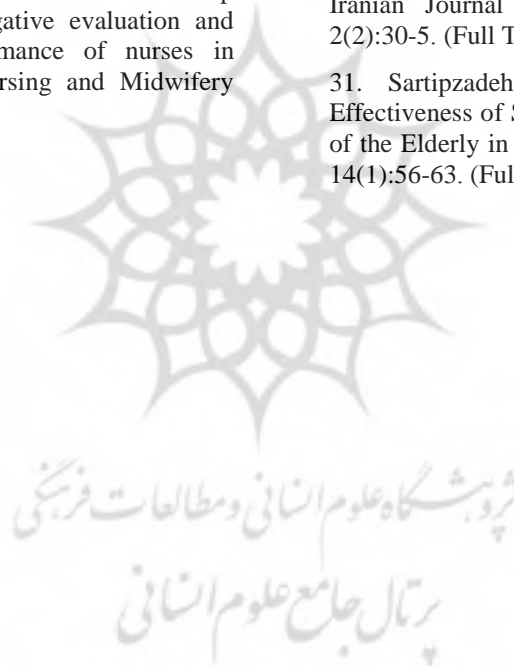 gative evaluation and
mance of nurses in
rsing and Midwifery
Iranian Journal
2(2):30-5. (Full T
31. Sartipzadeh
Effectiveness of S
of the Elderly in
14(1):56-63. (Ful
پژوهشگاه علوم انسانی و مطالعات فرهنگی
پرتال جامع علوم انسانی